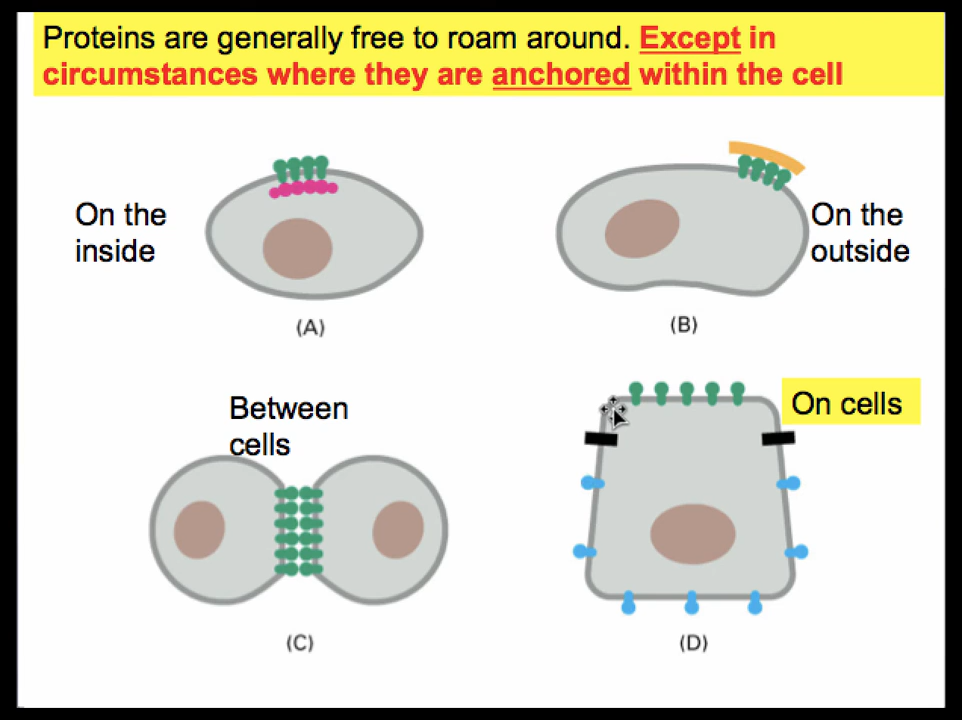 Proteins are generally free to roam around. Except in
circumstances where they are anchored within the cell
On the
inside
On the
outside
(A)
(B)
Between
cells
On cells
(C)
(D)